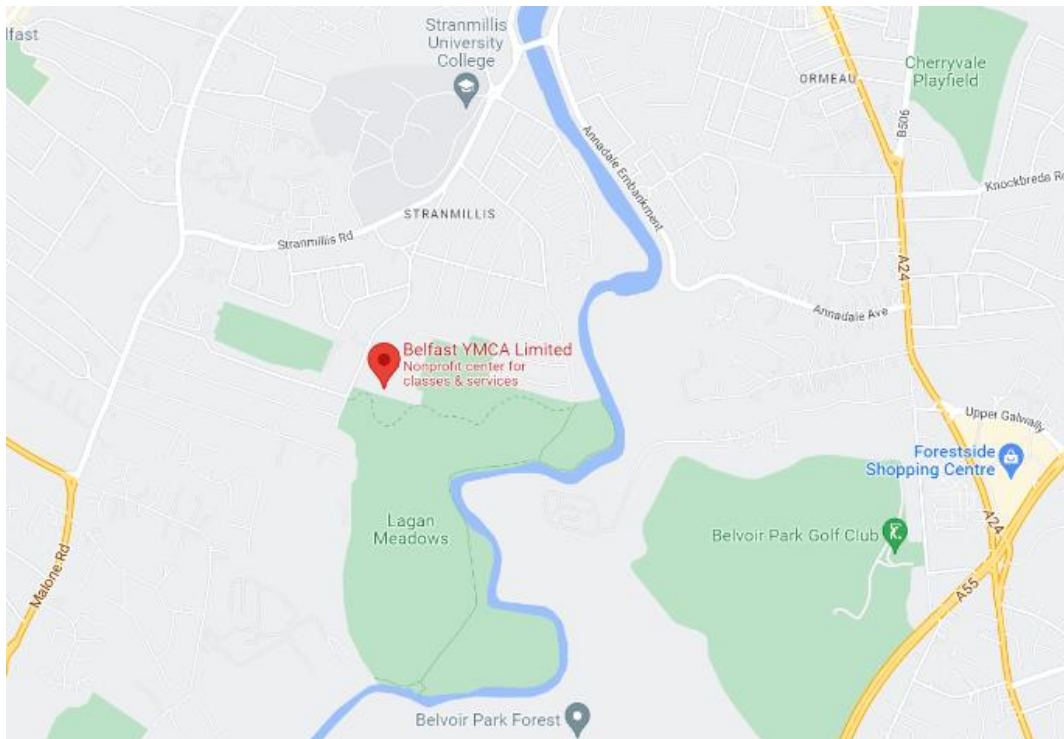 Stranmillis
University
College
lfast
ORMEAU
Cherryvale
Playfield
B506
Annadale Embankment
Knockbreda R
STRANMILLIS
Stranmillis Rd
A24
Annadale Ave
Belfast YMCA Limited
Nonprofit center for
classes & services
Upper Galwally
Forestside
Shopping Centre
Lagan
Meadows
A24
Belvoir Park Golf Club
Malone Rd
A55
Belvoir Park Forest